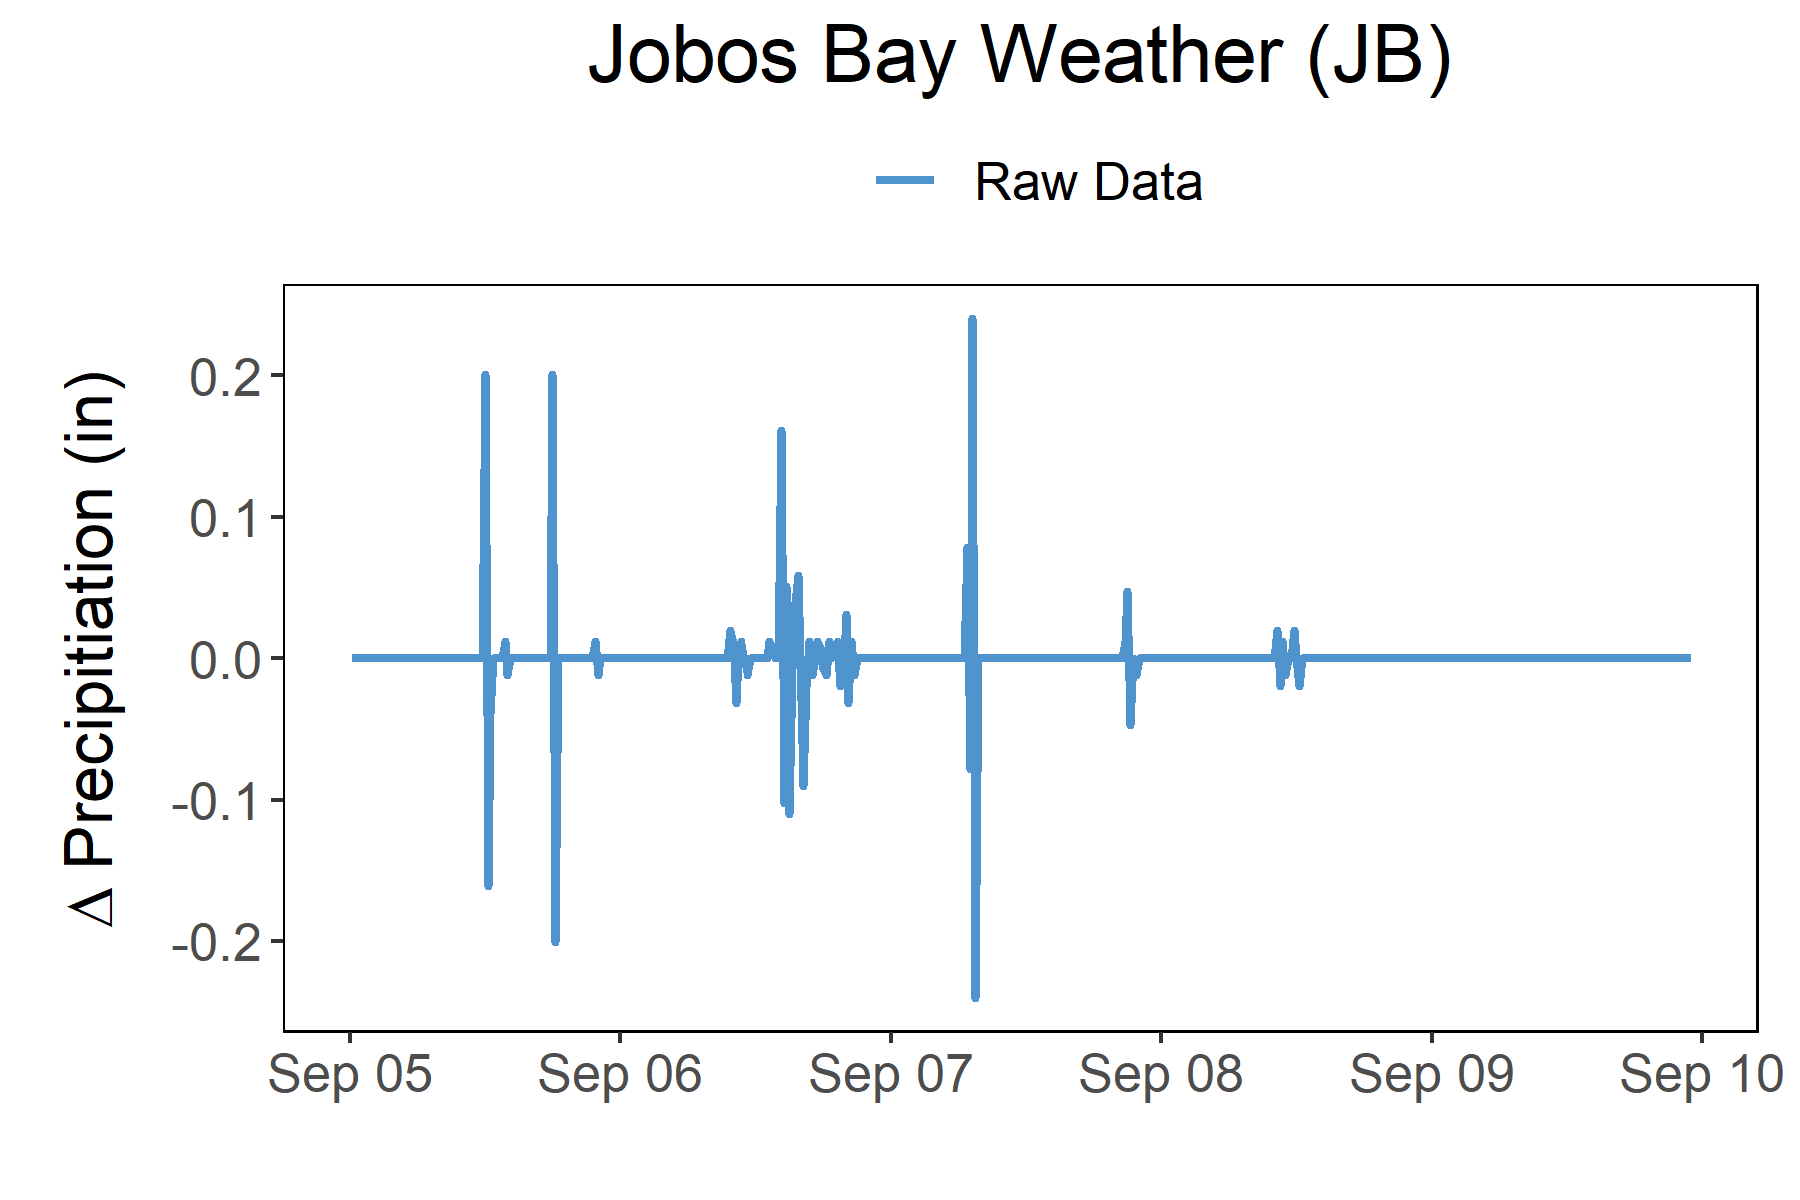 Jobos Bay Weather (JB)
Raw Data
Δ Precipitiation (in)
0.2
0.1
0.0
-0.1
-0.2
Sep 05 Sep 06 Sep 07 Sep 08 Sep 09 Sep 10